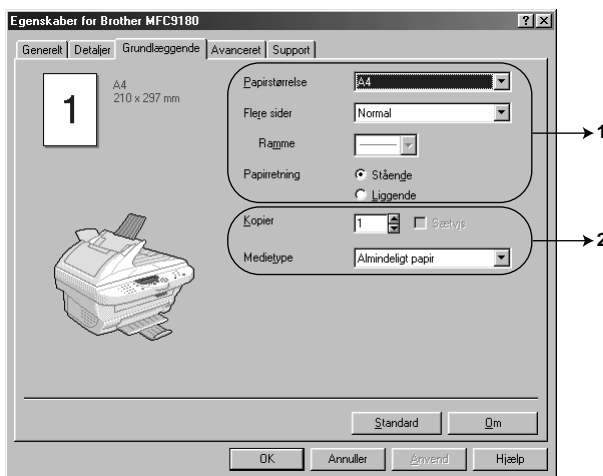 Egenskaber for Brother MFC9180
Generelt Detaljer Grundlæggende Avanceret Support
1
A4
210 x 297 mm
Papirstørrelse A4
Flere sider Normal
Ramme
Papirretning Stående
Liggende
1
Kopier 1 Sætvis
Medietype Almindeligt papir
2
Standard Om
OK Annuller Anvend Hjælp